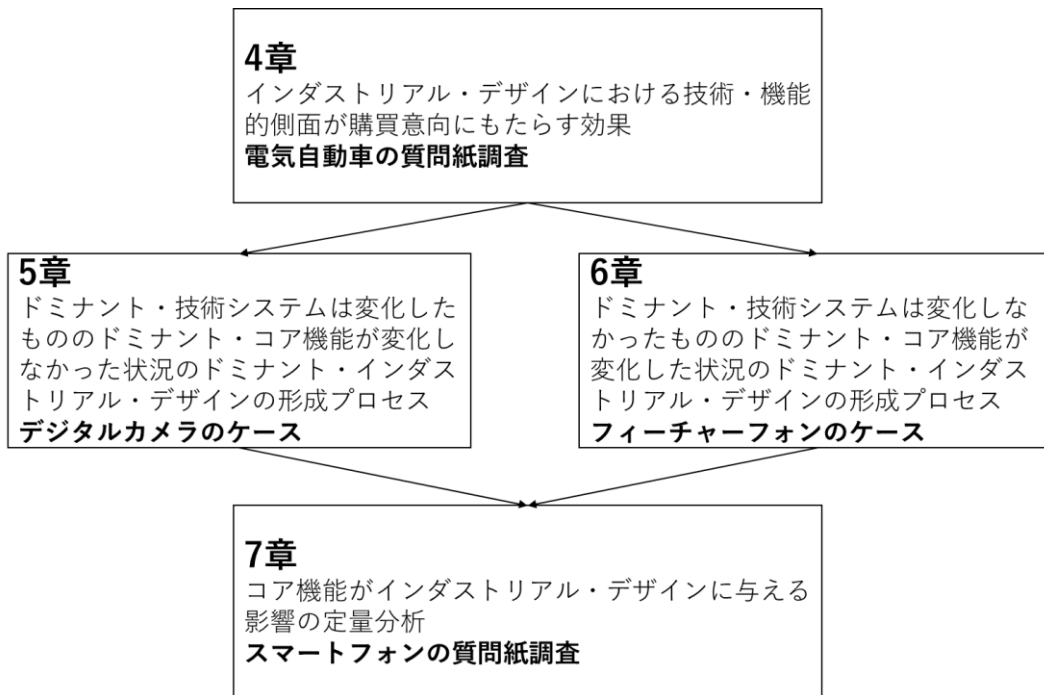 4章
インダストリアル・デザインにおける技術・機能
的側面が購買意向にもたらす効果
電気自動車の質問紙調査
5章
ドミナント・技術システムは変化した
もののドミナント・コア機能が変化し
なかった状況のドミナント・インダス
トリアル・デザインの形成プロセス
デジタルカメラのケース
6章
ドミナント・技術システムは変化しな
かったもののドミナント・コア機能が
変化した状況のドミナント・インダス
トリアル・デザインの形成プロセス
フィーチャーフォンのケース
7章
コア機能がインダストリアル・デザインに与える
影響の定量分析
スマートフォンの質問紙調査